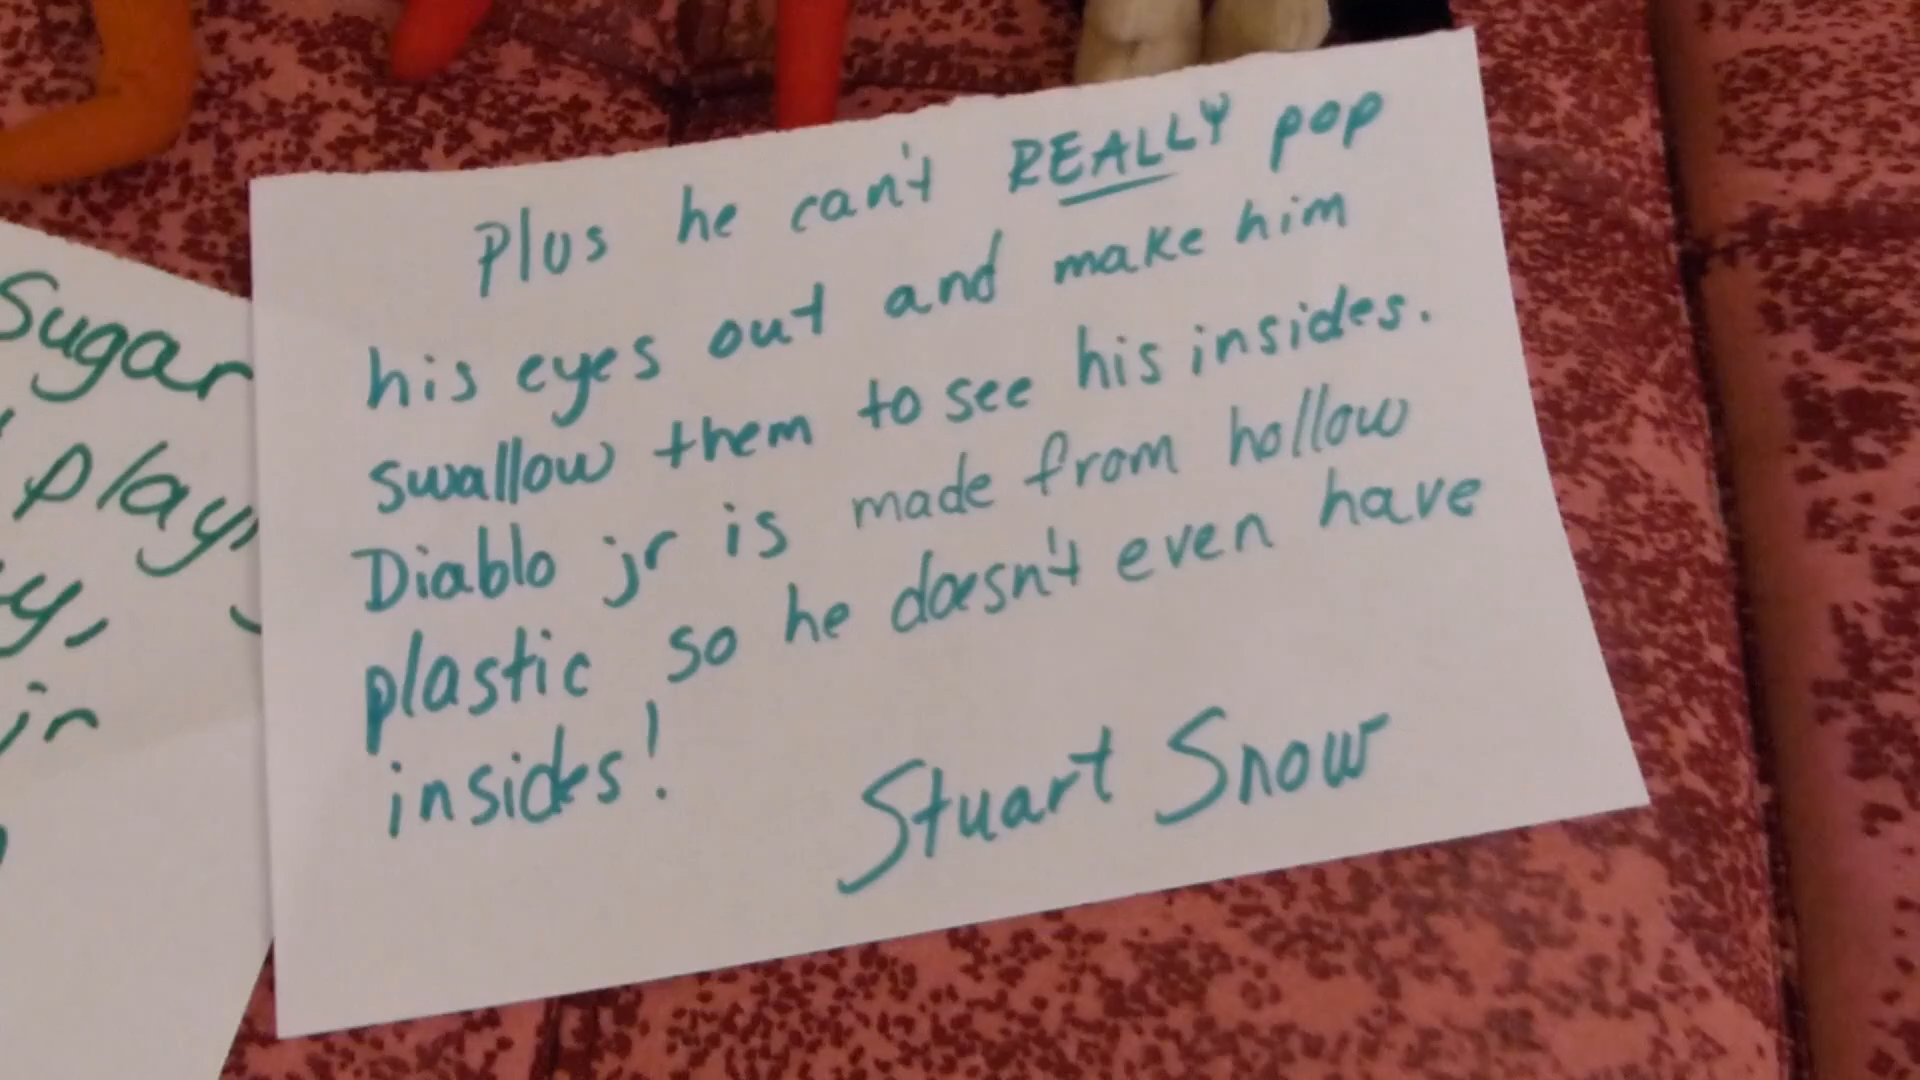 Plus he can't REALLY pop
his eyes out and make him
swallow them to see his insides.
Diablo jr is made from hollow
plastic so he doesn't even have
insides!
Stuart Snow
Sugar
play
jr